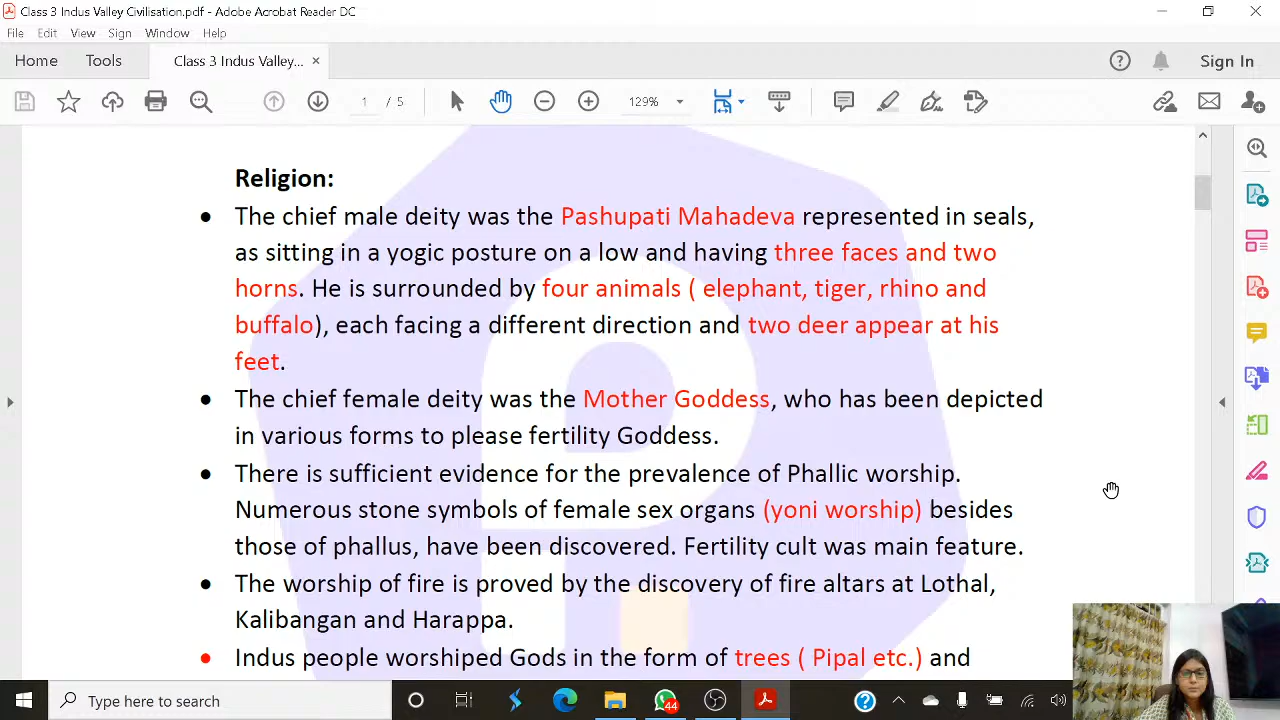 Class 3 Indus Valley Civilisation.pdf - Adobe Acrobat Reader DC
File Edit View Sign Window Help
Home Tools Class 3 Indus Valley... × Sign In
1 / 5 129%
Religion:
• The chief male deity was the Pashupati Mahadeva represented in seals,
as sitting in a yogic posture on a low and having three faces and two
horns. He is surrounded by four animals ( elephant, tiger, rhino and
buffalo), each facing a different direction and two deer appear at his
feet.
• The chief female deity was the Mother Goddess, who has been depicted
in various forms to please fertility Goddess.
• There is sufficient evidence for the prevalence of Phallic worship.
Numerous stone symbols of female sex organs (yoni worship) besides
those of phallus, have been discovered. Fertility cult was main feature.
• The worship of fire is proved by the discovery of fire altars at Lothal,
Kalibangan and Harappa.
• Indus people worshiped Gods in the form of trees ( Pipal etc.) and
Type here to search 44